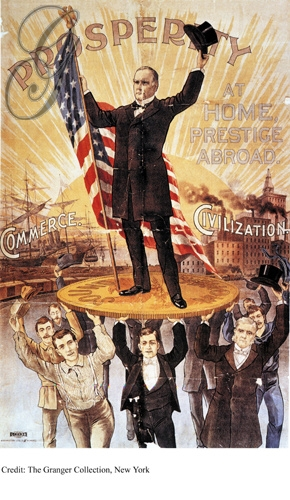 PROSPERITY
AT
HOME,
PRESTIGE
ABROAD.
COMMERCE.
CIVILIZATION.
Credit: The Granger Collection, New York